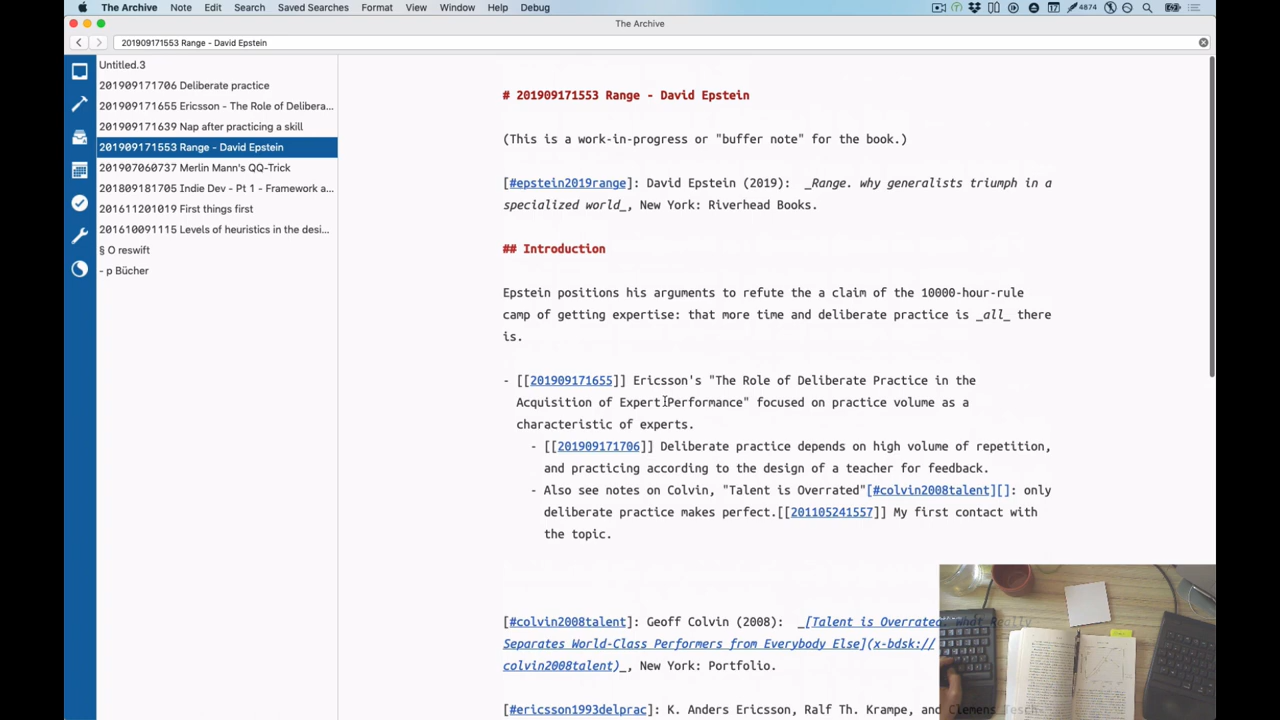 The Archive Note Edit Search Saved Searches Format View Window Help Debug 4874 17
The Archive
201909171553 Range - David Epstein
Untitled.3
201909171706 Deliberate practice
201909171655 Ericsson - The Role of Delibera...
201909171639 Nap after practicing a skill
201909171553 Range - David Epstein
201907060737 Merlin Mann's QQ-Trick
201809181705 Indie Dev - Pt 1 - Framework a...
201611201019 First things first
201610091115 Levels of heuristics in the desi...
§ O reswift
- p Bücher
# 201909171553 Range - David Epstein
(This is a work-in-progress or "buffer note" for the book.)
[#epstein2019range]: David Epstein (2019): _Range. why generalists triumph in a
specialized world_, New York: Riverhead Books.
## Introduction
Epstein positions his arguments to refute the a claim of the 10000-hour-rule
camp of getting expertise: that more time and deliberate practice is _all_ there
is.
- [[201909171655]] Ericsson's "The Role of Deliberate Practice in the
Acquisition of Expert Performance" focused on practice volume as a
characteristic of experts.
- [[201909171706]] Deliberate practice depends on high volume of repetition,
and practicing according to the design of a teacher for feedback.
- Also see notes on Colvin, "Talent is Overrated"[#colvin2008talent][]: only
deliberate practice makes perfect.[[201105241557]] My first contact with
the topic.
[#colvin2008talent]: Geoff Colvin (2008): _[Talent is Overrated. What Really
Separates World-Class Performers from Everybody Else](x-bdsk://
colvin2008talent)_, New York: Portfolio.
[#ericsson1993delprac]: K. Anders Ericsson, Ralf Th. Krampe, and Clemens Tesch